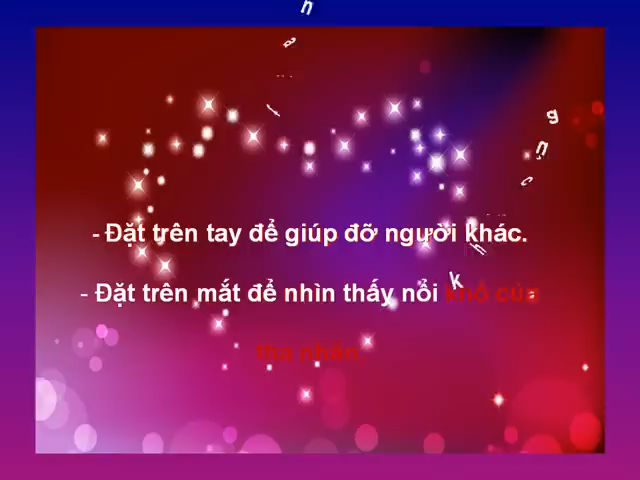 - Đặt trên tay để giúp đỡ người khác.
- Đặt trên mắt để nhìn thấy nổi khổ của
tha nhân.